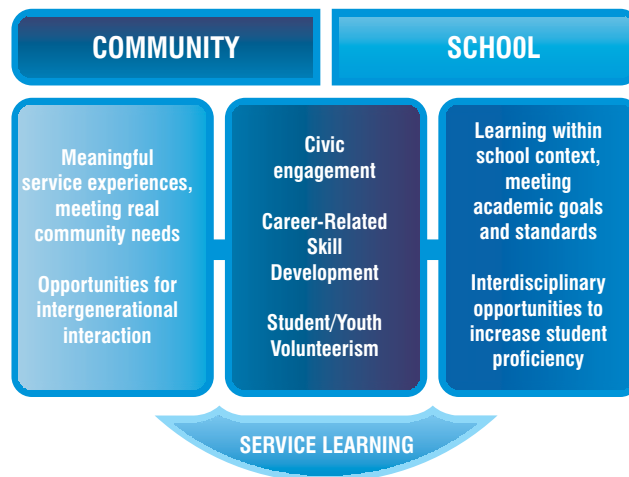 COMMUNITY
SCHOOL
Meaningful
service experiences,
meeting real
community needs
Opportunities for
intergenerational
interaction
Civic
engagement
Career-Related
Skill
Development
Student/Youth
Volunteerism
Learning within
school context,
meeting
academic goals
and standards
Interdisciplinary
opportunities to
increase student
proficiency
SERVICE LEARNING